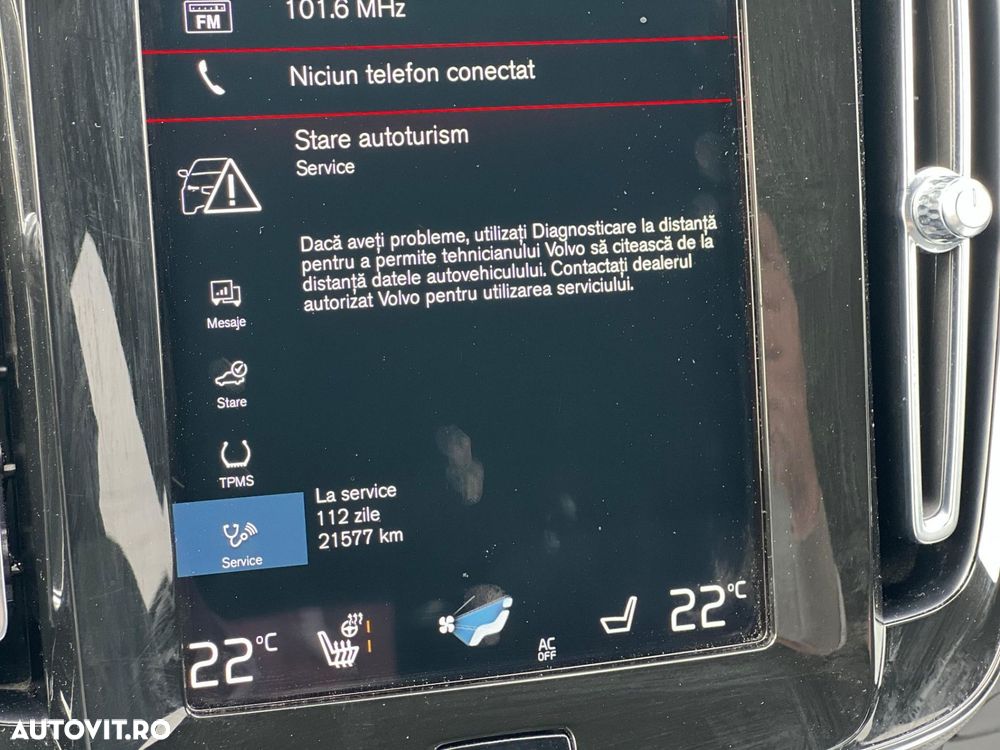 FM
101.6 MHz
Niciun telefon conectat
Stare autoturism
Service
Dacă aveți probleme, utilizați Diagnosticare la distanță
pentru a permite tehnicianului Volvo să citească de la
distanță datele autovehiculului. Contactați dealerul
autorizat Volvo pentru utilizarea serviciului.
Mesaje
Stare
TPMS
Service
La service
112 zile
21577 km
22°C
AC
OFF
22°C
AUTOVIT.RO